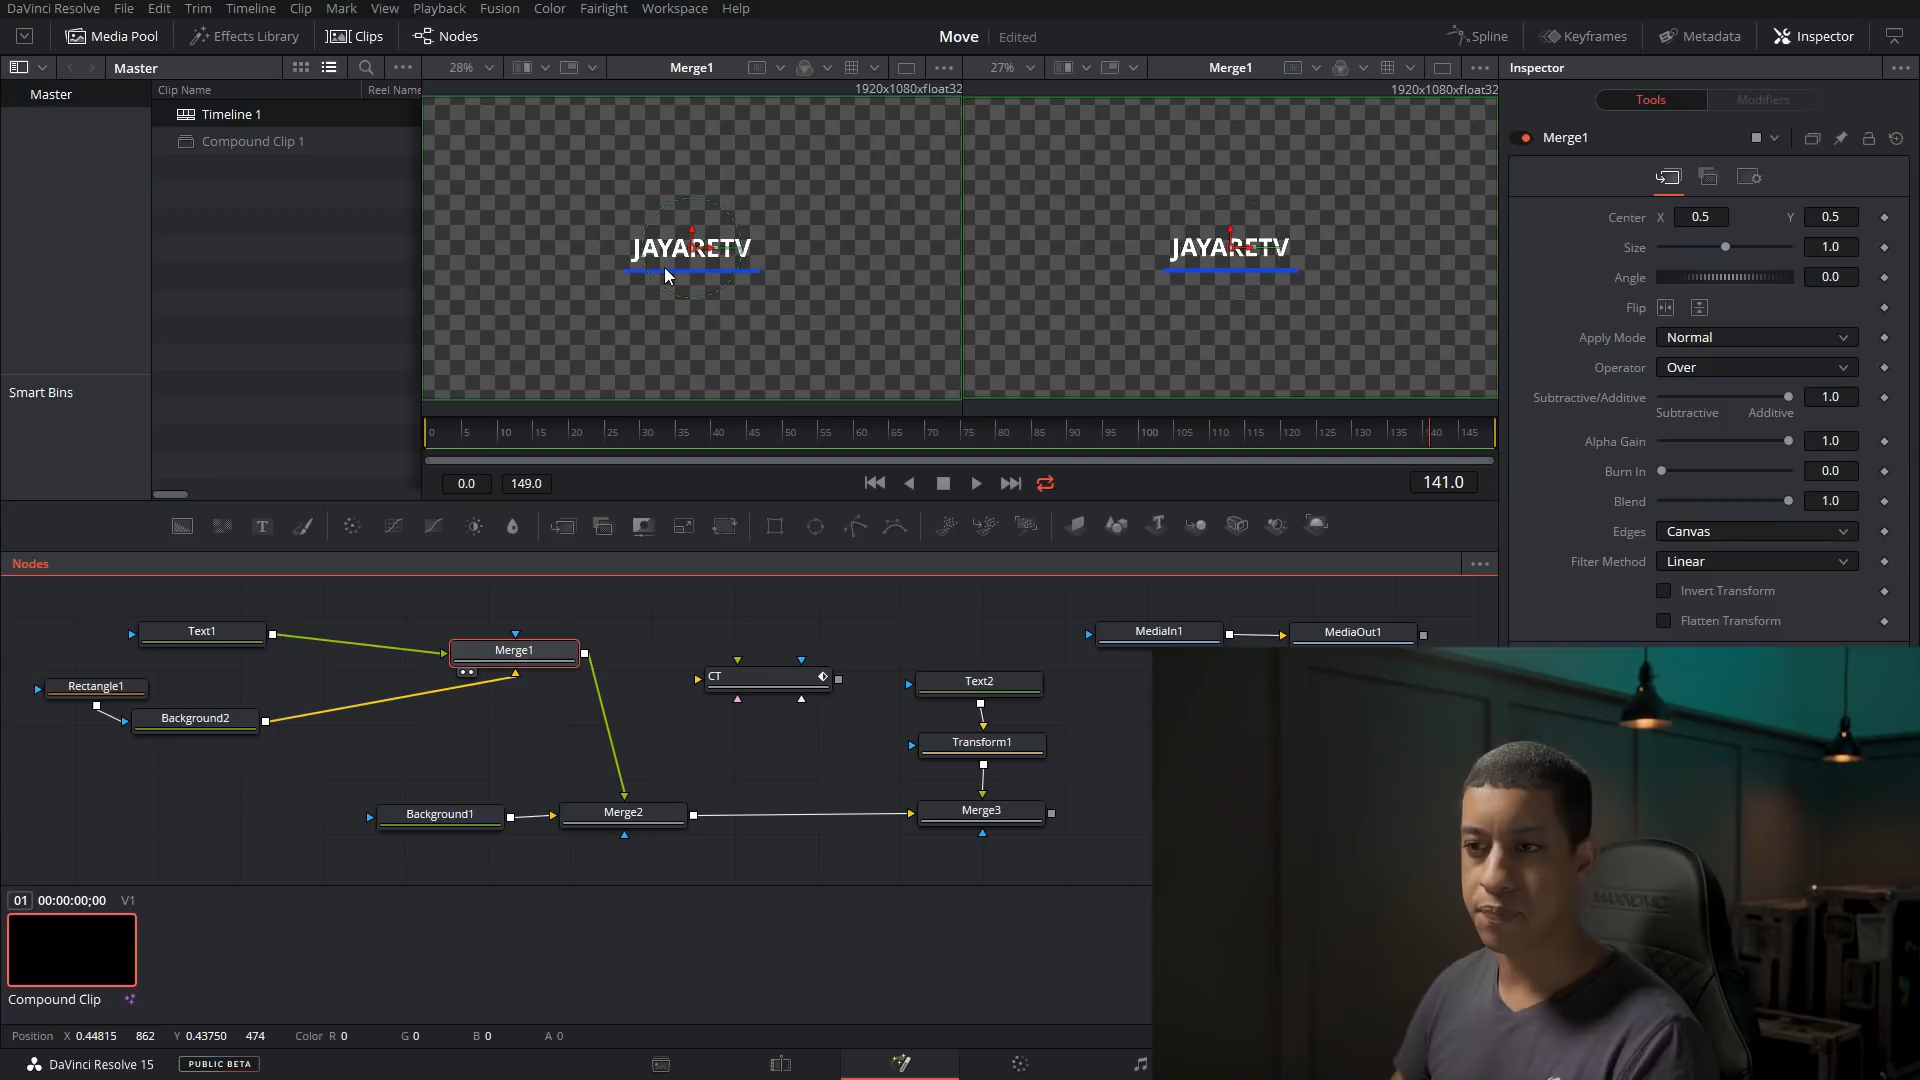 DaVinci Resolve File Edit Trim Timeline Clip Mark View Playback Fusion Color Fairlight Workspace Help
Media Pool Effects Library Clips Nodes Move Edited Spline Keyframes Metadata Inspector
Master 28% Merge1 27% Merge1 Inspector
Master Clip Name Reel Name 1920x1080xfloat32 1920x1080xfloat32 Tools Modifiers
Timeline 1
Compound Clip 1
Merge1
Center X 0.5 Y 0.5
JAYARETV JAYARETV
Size 1.0
Angle 0.0
Flip
Apply Mode Normal
Operator Over
Smart Bins
Subtractive/Additive 1.0
Subtractive Additive
0 5 10 15 20 25 30 35 40 45 50 55 60 65 70 75 80 85 90 95 100 105 110 115 120 125 130 135 140 145
Alpha Gain 1.0
Burn In 0.0
0.0 149.0 141.0
Blend 1.0
Edges Canvas
Filter Method Linear
Nodes
Invert Transform
Flatten Transform
Text1 Merge1 MediaIn1 MediaOut1
CT Text2
Rectangle1
Background2
Transform1
Background1 Merge2 Merge3
01 00:00:00;00 V1
Compound Clip
Position X 0.44815 862 Y 0.43750 474 Color R 0 G 0 B 0 A 0
DaVinci Resolve 15 PUBLIC BETA